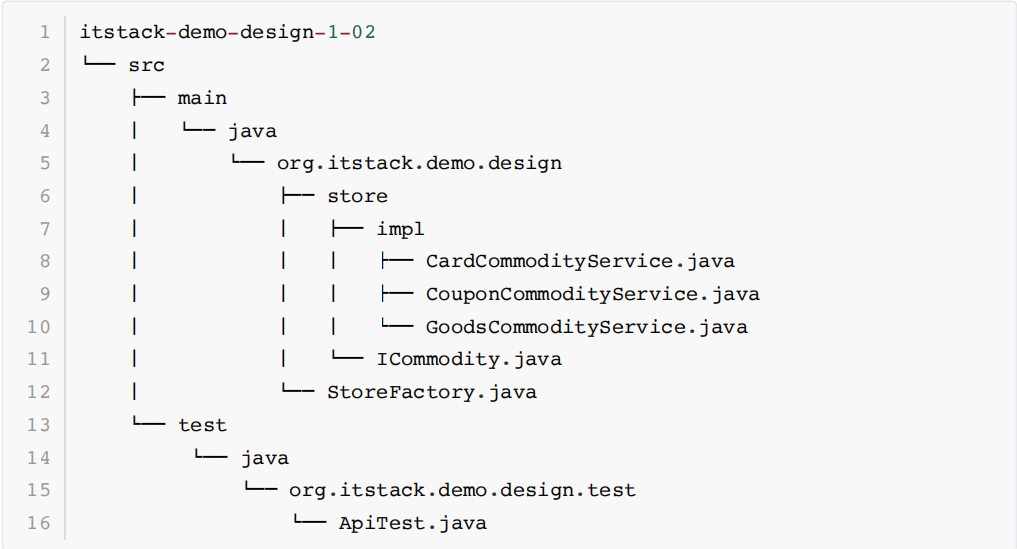 1 itstack-demo-design-1-02
2 └── src
3     ├── main
4     │   └── java
5     │       └── org.itstack.demo.design
6     │           ├── store
7     │           │   ├── impl
8     │           │   │   ├── CardCommodityService.java
9     │           │   │   ├── CouponCommodityService.java
10     │           │   │   └── GoodsCommodityService.java
11     │           │   └── ICommodity.java
12     │           └── StoreFactory.java
13     └── test
14          └── java
15              └── org.itstack.demo.design.test
16                  └── ApiTest.java